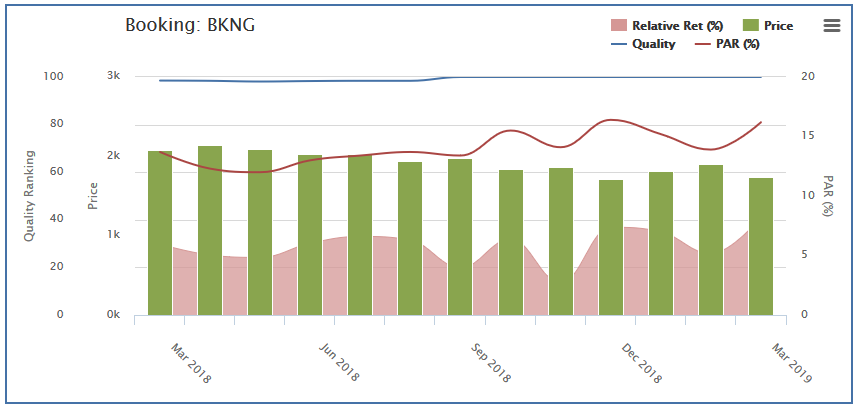 Booking: BKNG
Relative Ret (%) Price
Quality PAR (%)
100 3k 20
80 15
2k
60
10
40 1k
5
20
0 0k 0
Quality Ranking
Price
PAR (%)
Mar 2018 Jun 2018 Sep 2018 Dec 2018 Mar 2019